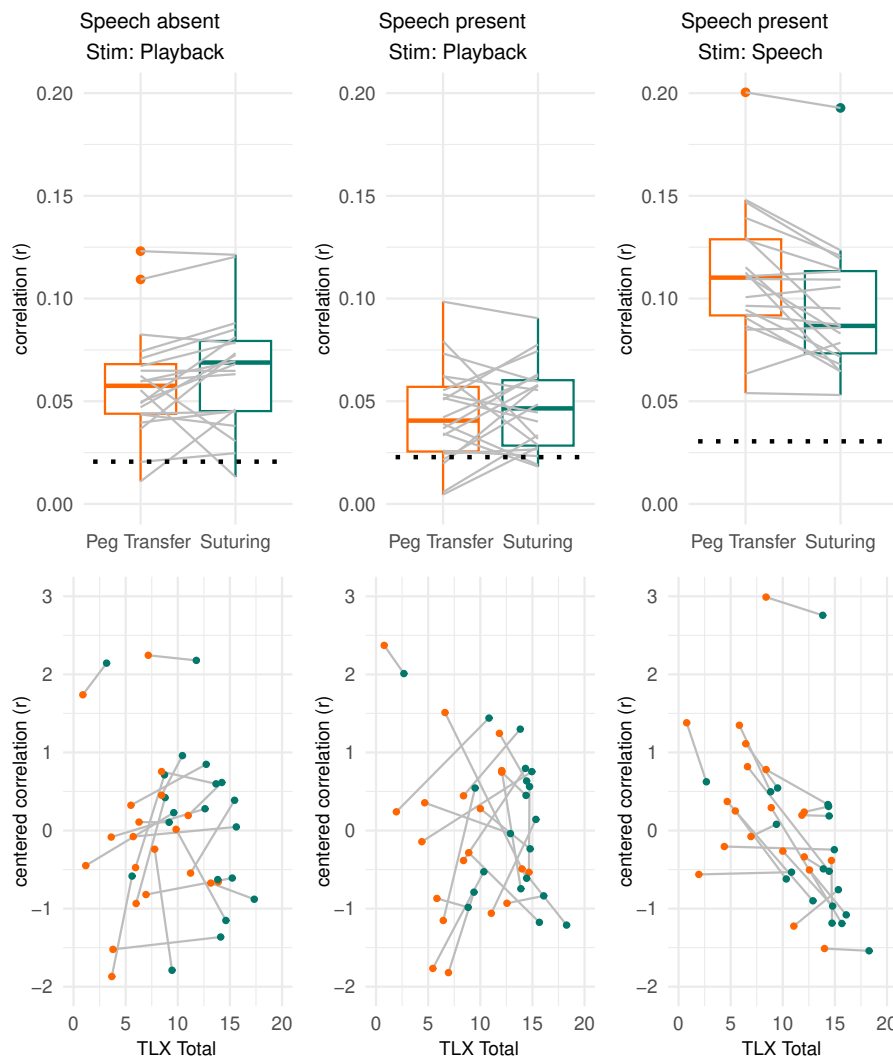 Speech absent
Stim: Playback
Speech present
Stim: Playback
Speech present
Stim: Speech
correlation (r)
0.20
0.15
0.10
0.05
0.00
Peg Transfer Suturing
correlation (r)
0.20
0.15
0.10
0.05
0.00
Peg Transfer Suturing
correlation (r)
0.20
0.15
0.10
0.05
0.00
Peg Transfer Suturing
centered correlation (r)
3
2
1
0
−1
−2
0 5 10 15 20
TLX Total
centered correlation (r)
3
2
1
0
−1
−2
0 5 10 15 20
TLX Total
centered correlation (r)
3
2
1
0
−1
−2
0 5 10 15 20
TLX Total